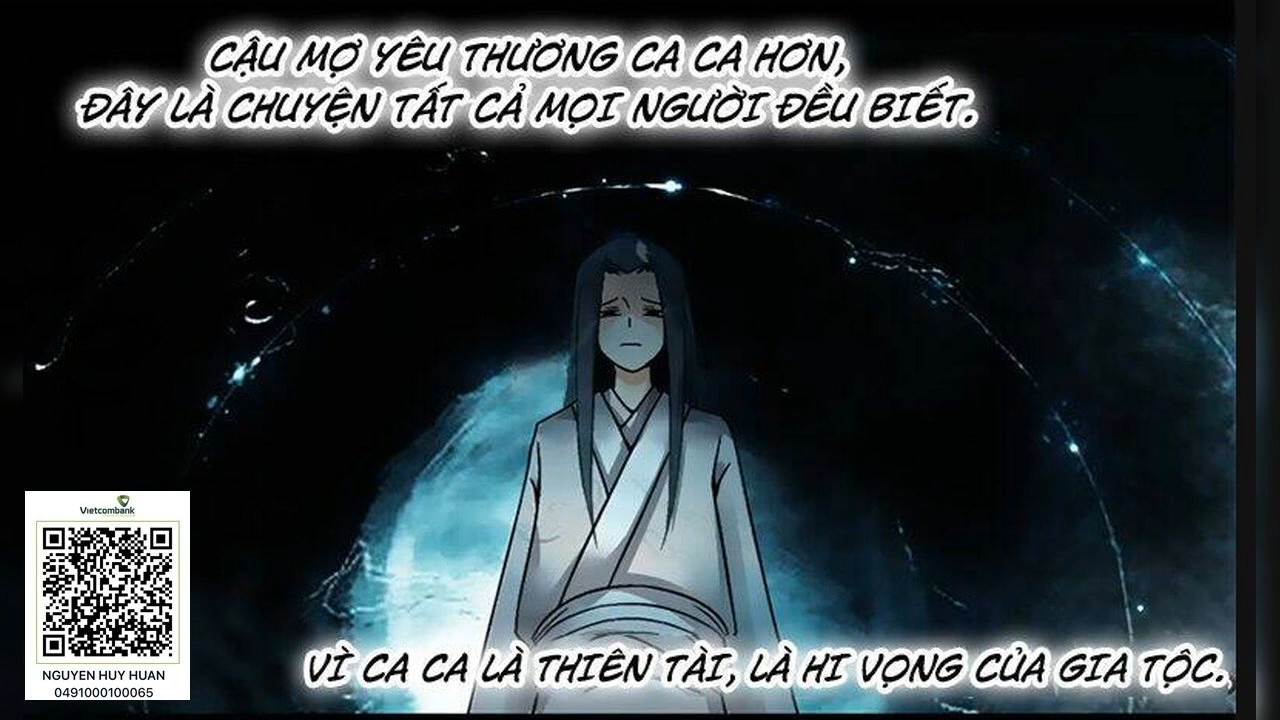 CẬU MỢ YÊU THƯƠNG CA CA HƠN,
ĐÂY LÀ CHUYỆN TẤT CẢ MỌI NGƯỜI ĐỀU BIẾT.
Vietcombank
NGUYEN HUY HUAN
0491000100065
VÌ CA CA LÀ THIÊN TÀI, LÀ HI VỌNG CỦA GIA TỘC.